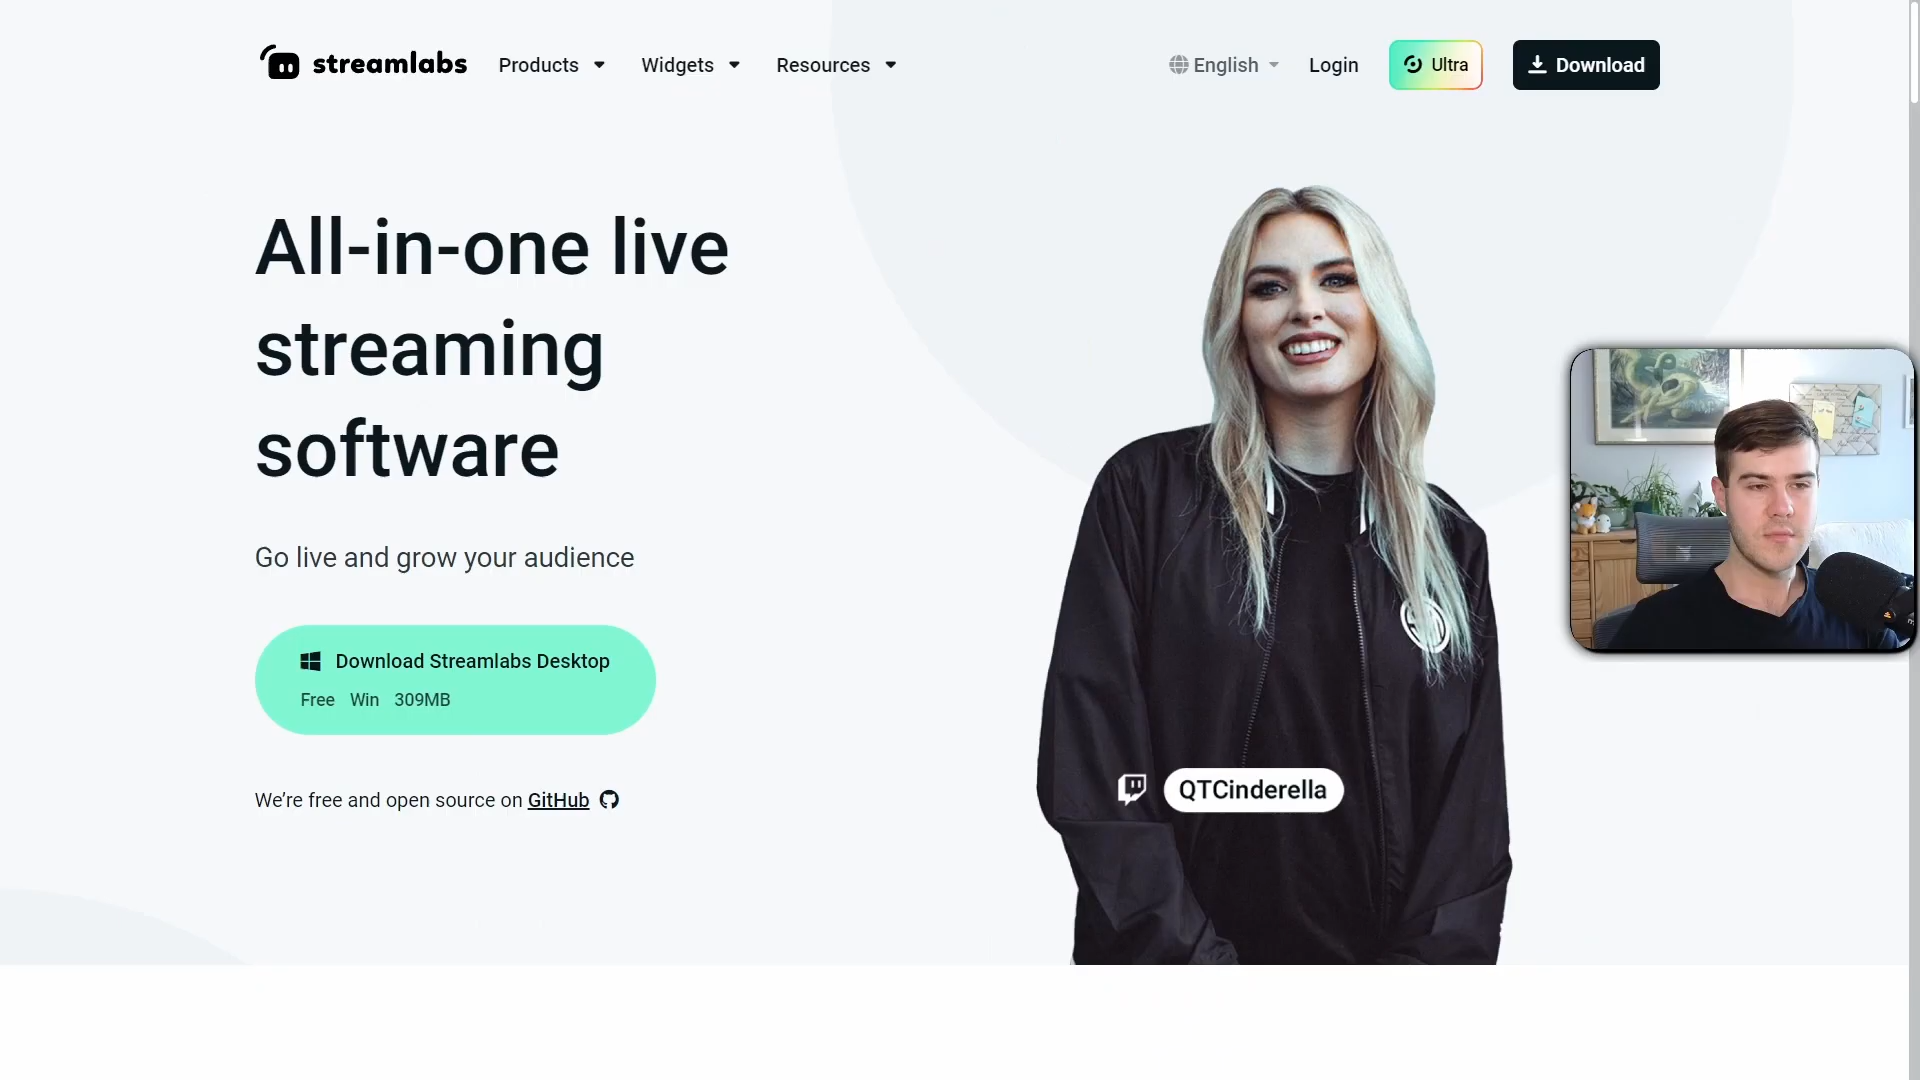 streamlabs
Products
Widgets
Resources
English
Login
Ultra
Download
All-in-one live
streaming
software
Go live and grow your audience
Download Streamlabs Desktop
Free Win 309MB
We’re free and open source on GitHub
QTCinderella